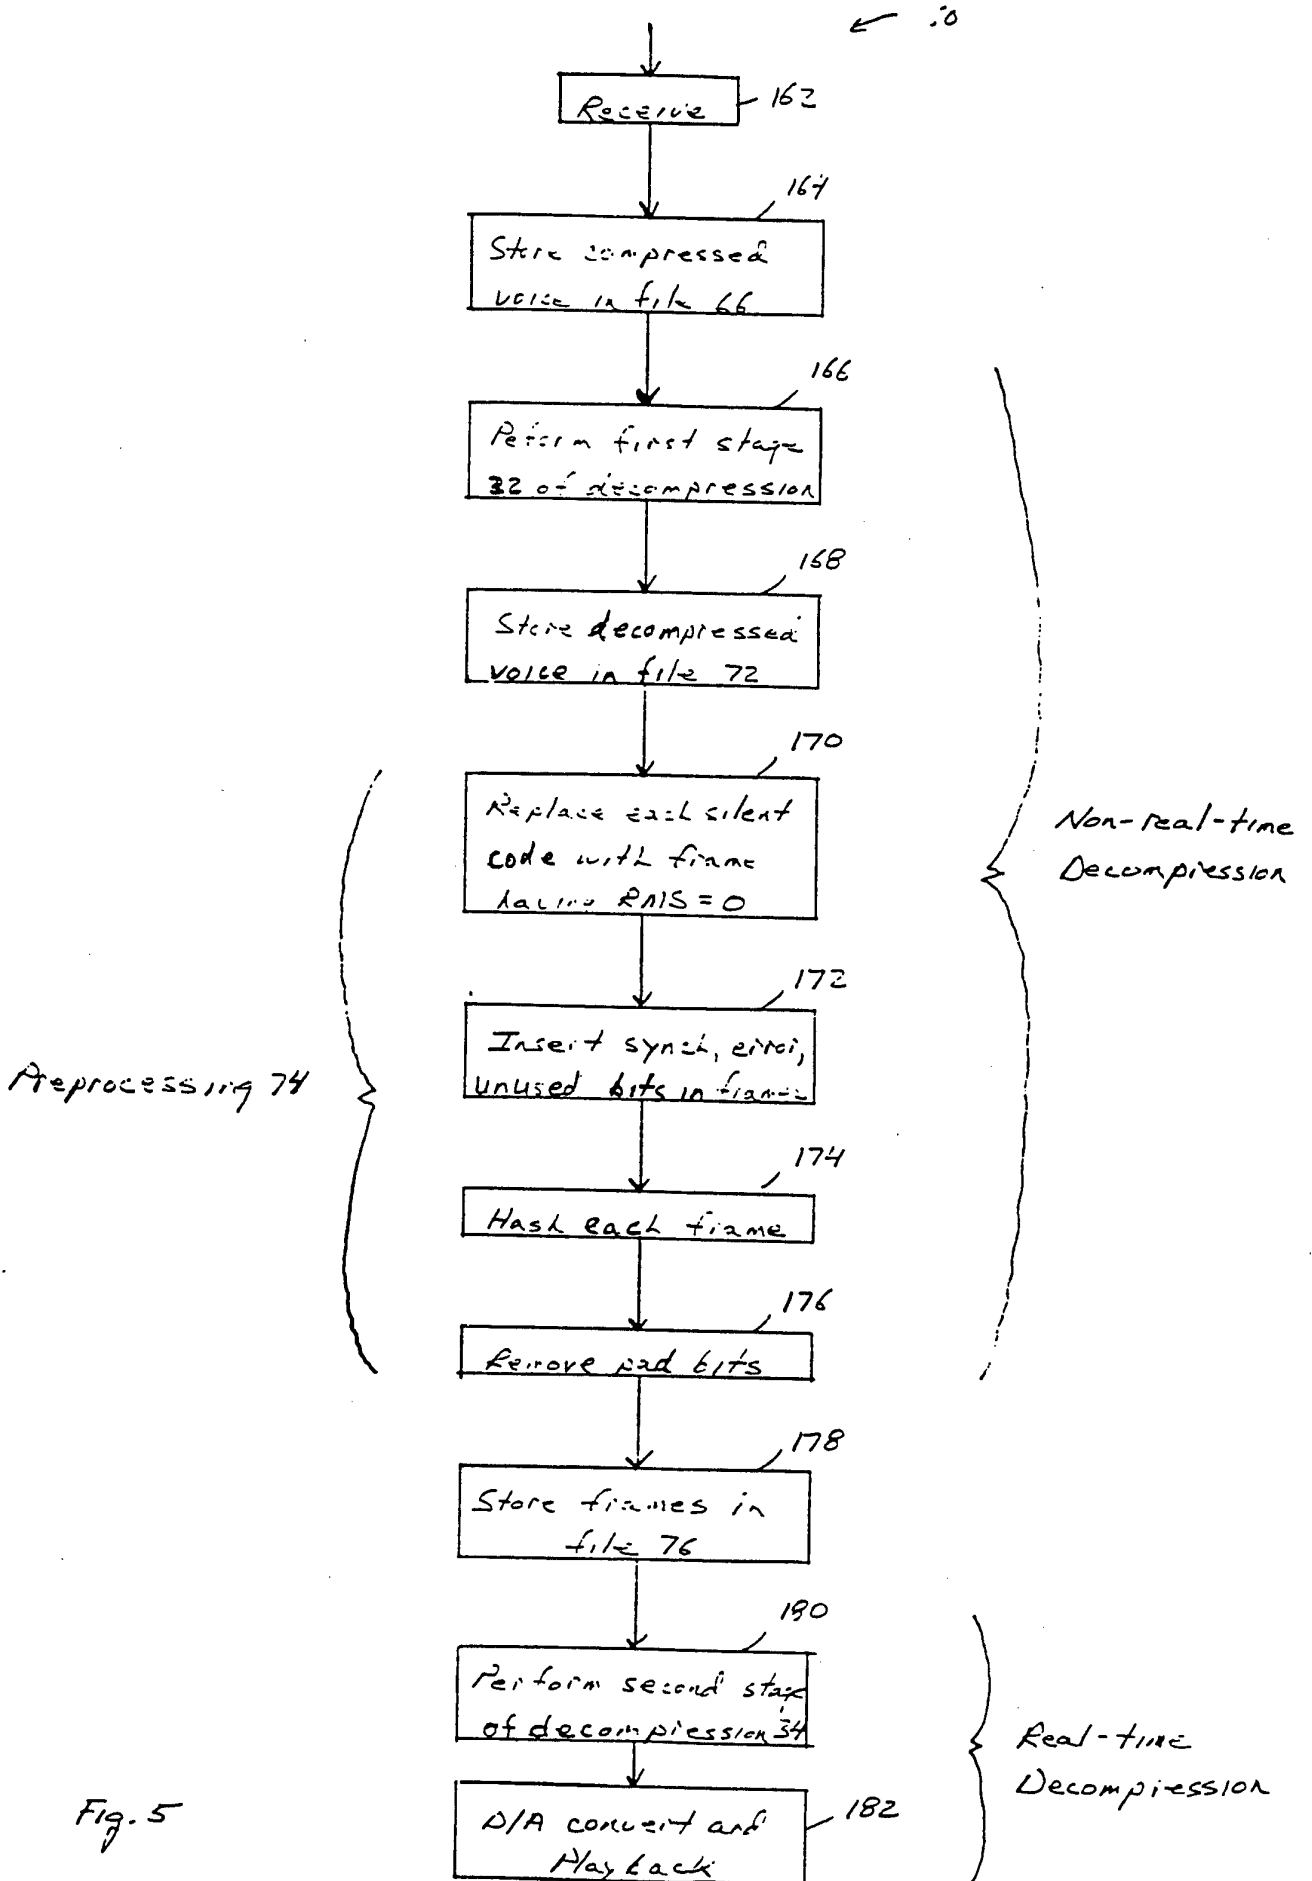 162
Receive
164
Store compressed
voice in file 66
166
Peform first stage
32 of decompression
168
Store decompressed
voice in file 72
170
Replace each silent
code with frame
having RMS = 0
Non-real-time
Decompression
172
Insert synch, error,
unused bits in frame
Preprocessing 74
174
Hash each frame
176
Remove pad bits
178
Store frames in
file 76
180
Perform second stage
of decompression 34
Real-time
Decompression
182
D/A convert and
Playback
Fig. 5